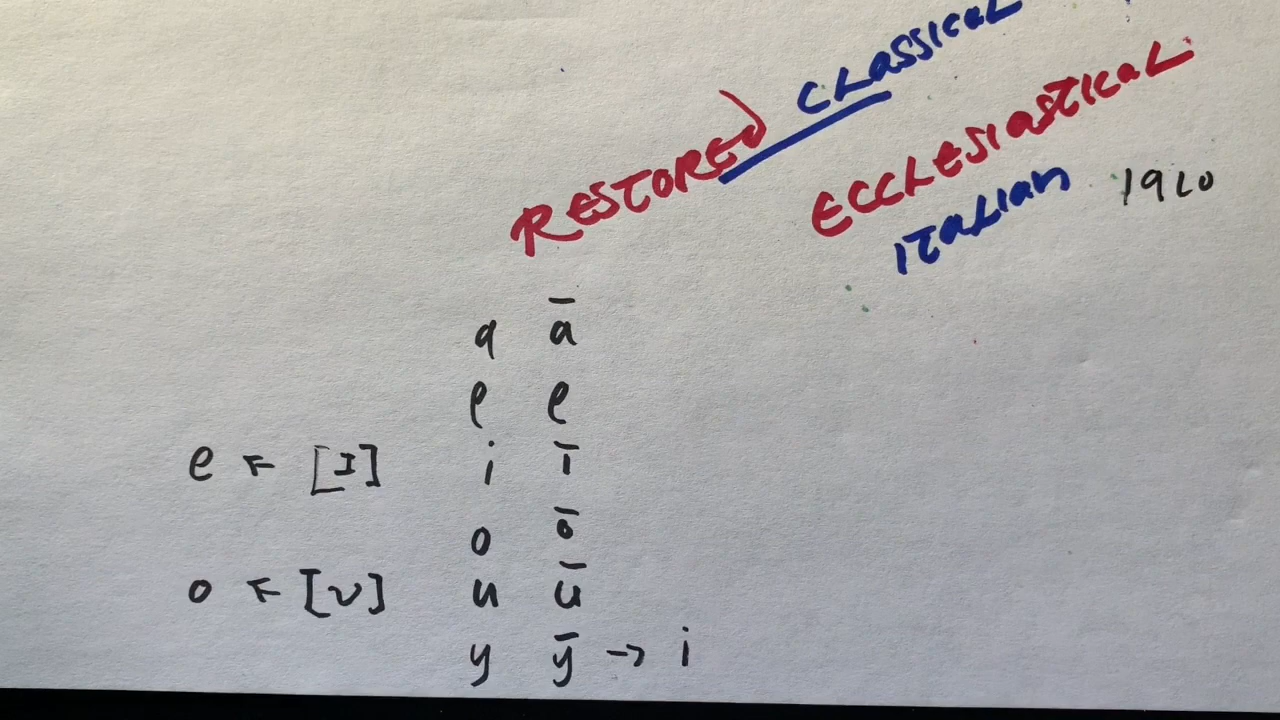 RESTORED CLASSICAL
ECCLESIASTICAL
ITALIAN 1910
a ā
e e
e ← [I] i ī
o ō
o ← [ʊ] u ū
y ȳ → i